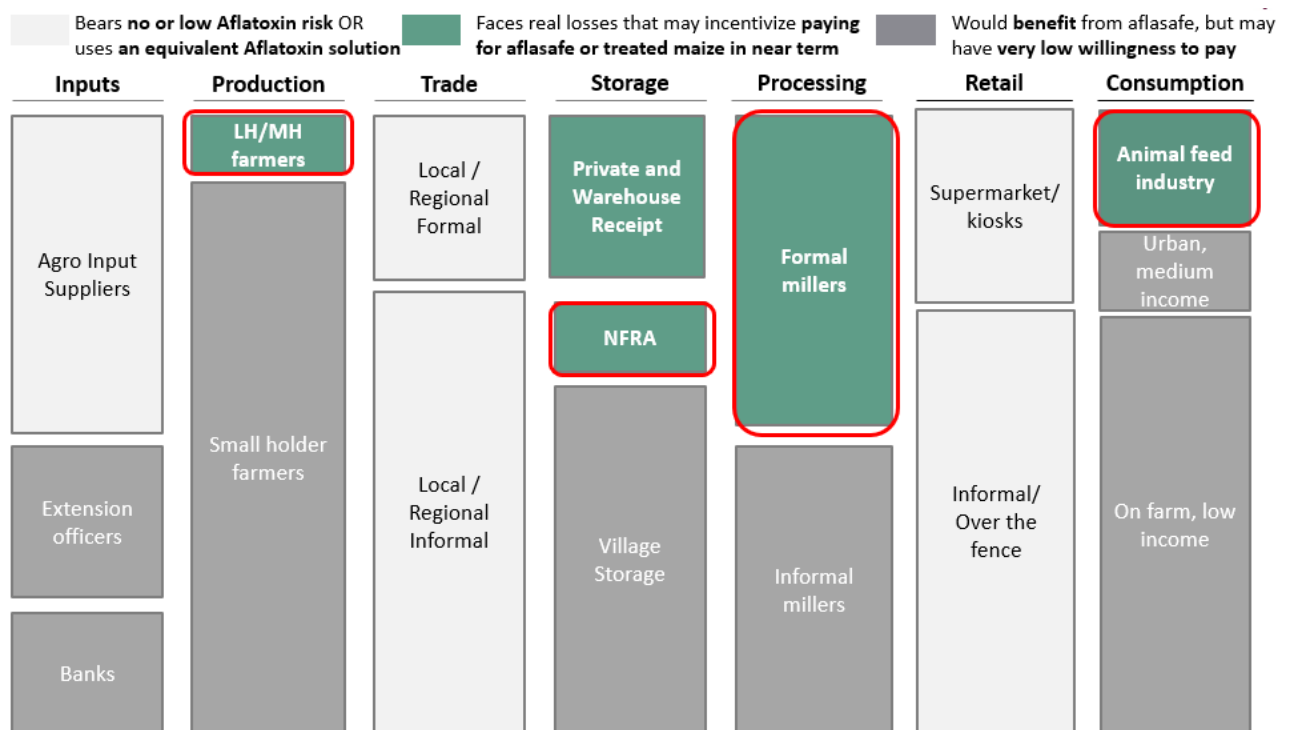 Bears no or low Aflatoxin risk OR
uses an equivalent Aflatoxin solution
Faces real losses that may incentivize paying
for aflasafe or treated maize in near term
Would benefit from aflasafe, but may
have very low willingness to pay
Inputs
Production
Trade
Storage
Processing
Retail
Consumption
Agro Input
Suppliers
Extension
officers
Banks
LH/MH
farmers
Small holder
farmers
Local /
Regional
Formal
Local /
Regional
Informal
Private and
Warehouse
Receipt
NFRA
Village
Storage
Formal
millers
Informal
millers
Supermarket/
kiosks
Informal/
Over the
fence
Animal feed
industry
Urban,
medium
income
On farm, low
income